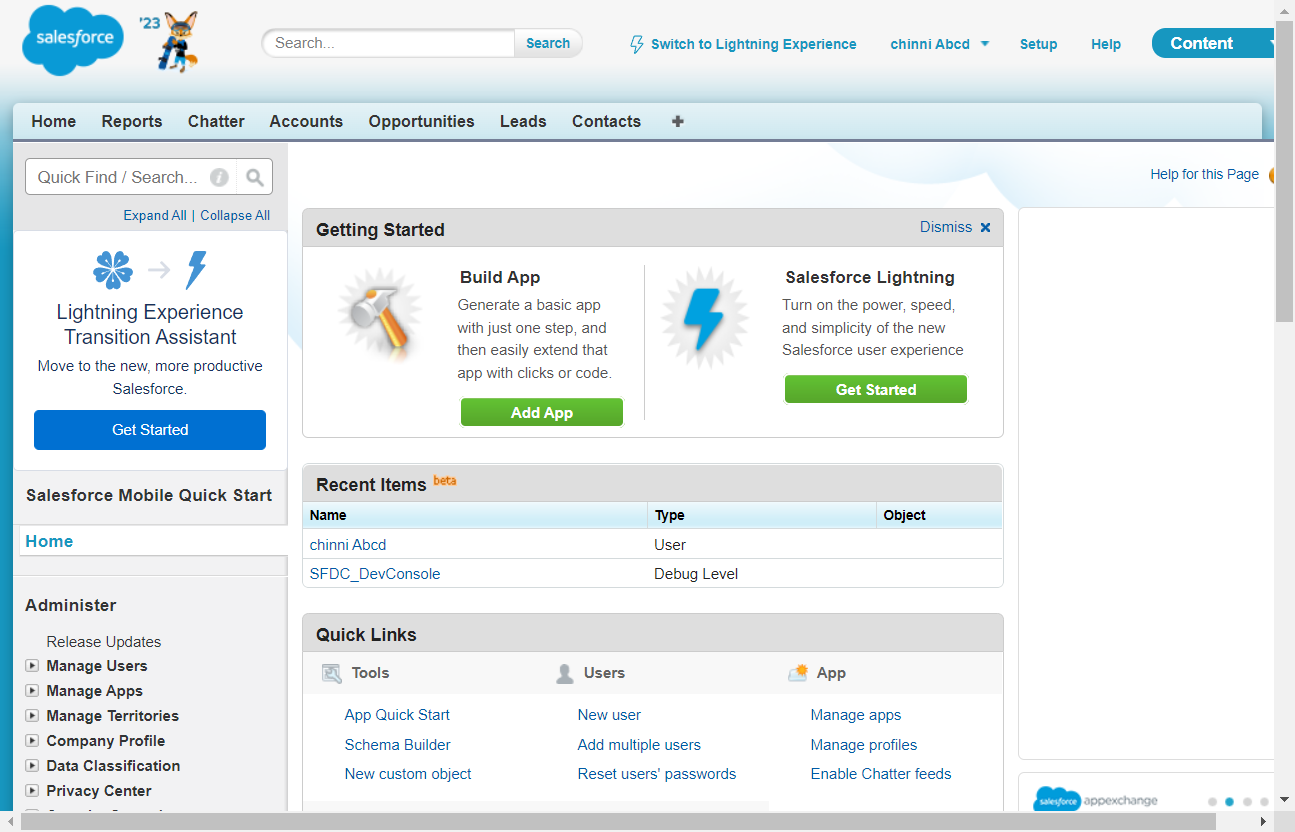 salesforce
'23
Search...
Search
Switch to Lightning Experience
chinni Abcd
Setup
Help
Content
Home
Reports
Chatter
Accounts
Opportunities
Leads
Contacts
+
Quick Find / Search...
Expand All | Collapse All
Help for this Page
Lightning Experience
Transition Assistant
Move to the new, more productive
Salesforce.
Get Started
Salesforce Mobile Quick Start
Home
Administer
Release Updates
Manage Users
Manage Apps
Manage Territories
Company Profile
Data Classification
Privacy Center
Getting Started
Dismiss
Build App
Generate a basic app
with just one step, and
then easily extend that
app with clicks or code.
Add App
Salesforce Lightning
Turn on the power, speed,
and simplicity of the new
Salesforce user experience
Get Started
Recent Items beta
Name Type Object
chinni Abcd User
SFDC_DevConsole Debug Level
Quick Links
Tools
Users
App
App Quick Start
New user
Manage apps
Schema Builder
Add multiple users
Manage profiles
New custom object
Reset users' passwords
Enable Chatter feeds
salesforce appexchange